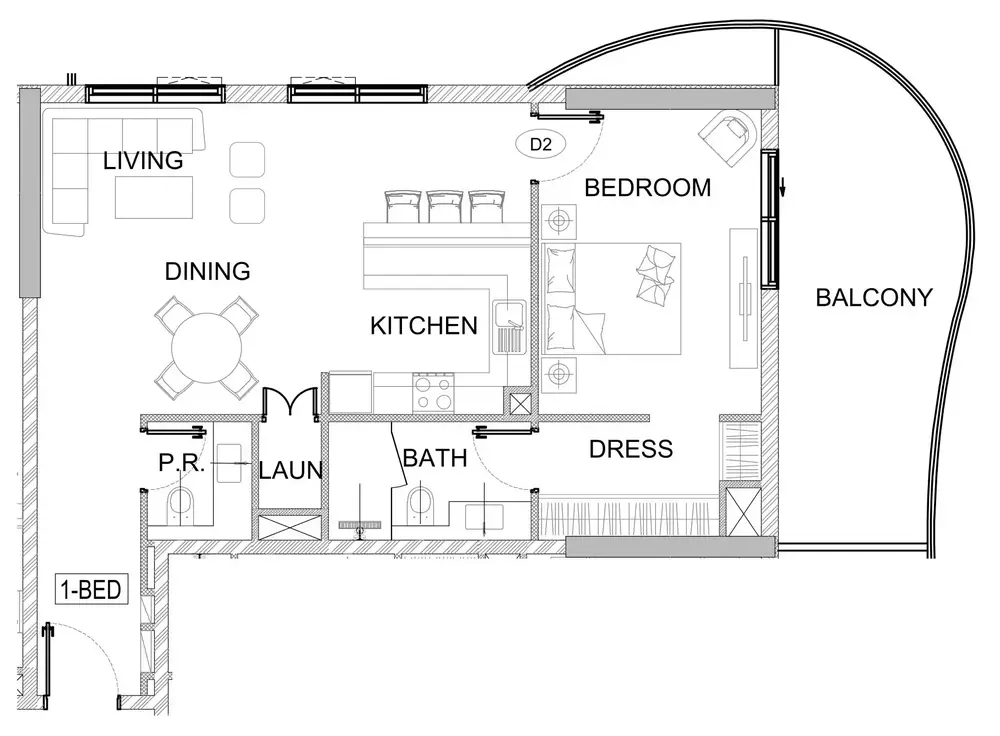 LIVING
D2
BEDROOM
DINING
BALCONY
KITCHEN
P.R.
LAUN
BATH
DRESS
1-BED